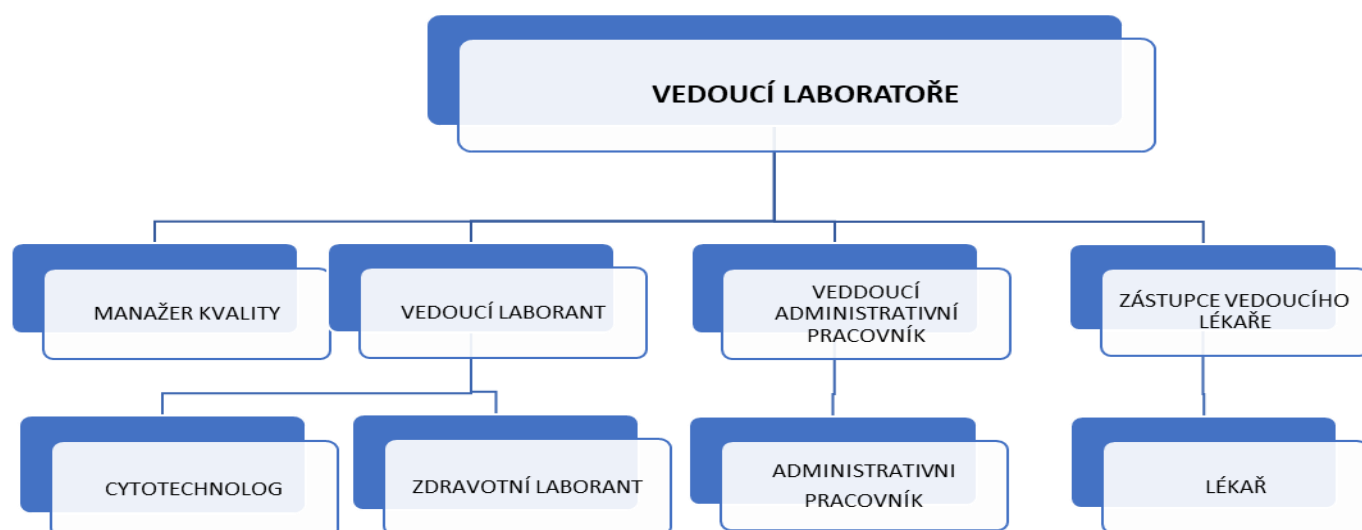 VEDOUCÍ LABORATOŘE
MANAŽER KVALITY
VEDOUCÍ LABORANT
VEDDOUCÍ
ADMINISTRATIVNÍ
PRACOVNÍK
ZÁSTUPCE VEDOUCÍHO
LÉKAŘE
CYTOTECHNOLOG
ZDRAVOTNÍ LABORANT
ADMINISTRATIVNI
PRACOVNÍK
LÉKAŘ